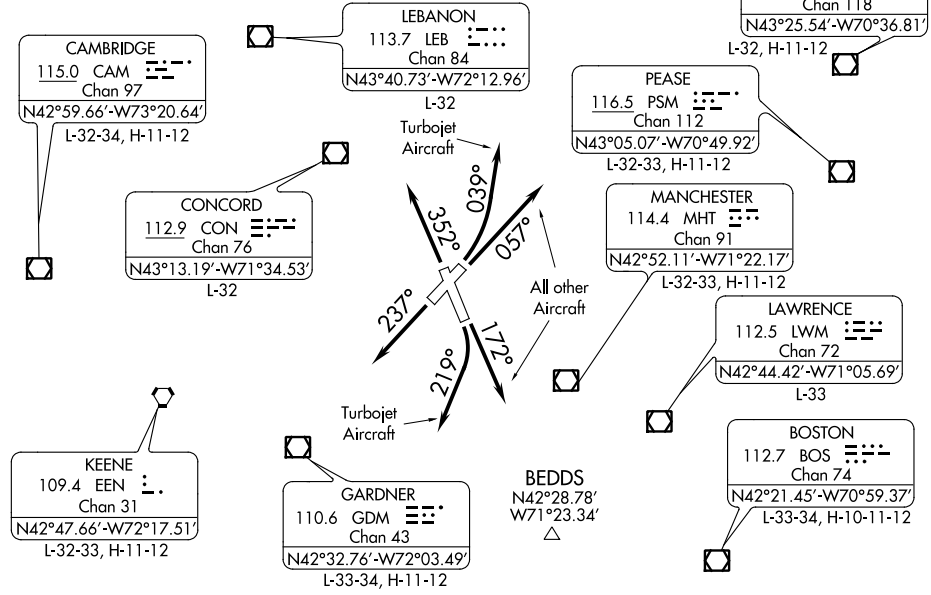 Chan 118
N43°25.54'-W70°36.81'
L-32, H-11-12
LEBANON
113.7 LEB
Chan 84
N43°40.73'-W72°12.96'
L-32
CAMBRIDGE
115.0 CAM
Chan 97
N42°59.66'-W73°20.64'
L-32-34, H-11-12
PEASE
116.5 PSM
Chan 112
N43°05.07'-W70°49.92'
L-32-33, H-11-12
Turbojet
Aircraft
CONCORD
112.9 CON
Chan 76
N43°13.19'-W71°34.53'
L-32
352°
039°
057°
MANCHESTER
114.4 MHT
Chan 91
N42°52.11'-W71°22.17'
L-32-33, H-11-12
All other
Aircraft
237°
219°
172°
LAWRENCE
112.5 LWM
Chan 72
N42°44.42'-W71°05.69'
L-33
Turbojet
Aircraft
KEENE
109.4 EEN
Chan 31
N42°47.66'-W72°17.51'
L-32-33, H-11-12
GARDNER
110.6 GDM
Chan 43
N42°32.76'-W72°03.49'
L-33-34, H-11-12
BEDDS
N42°28.78'
W71°23.34'
BOSTON
112.7 BOS
Chan 74
N42°21.45'-W70°59.37'
L-33-34, H-10-11-12